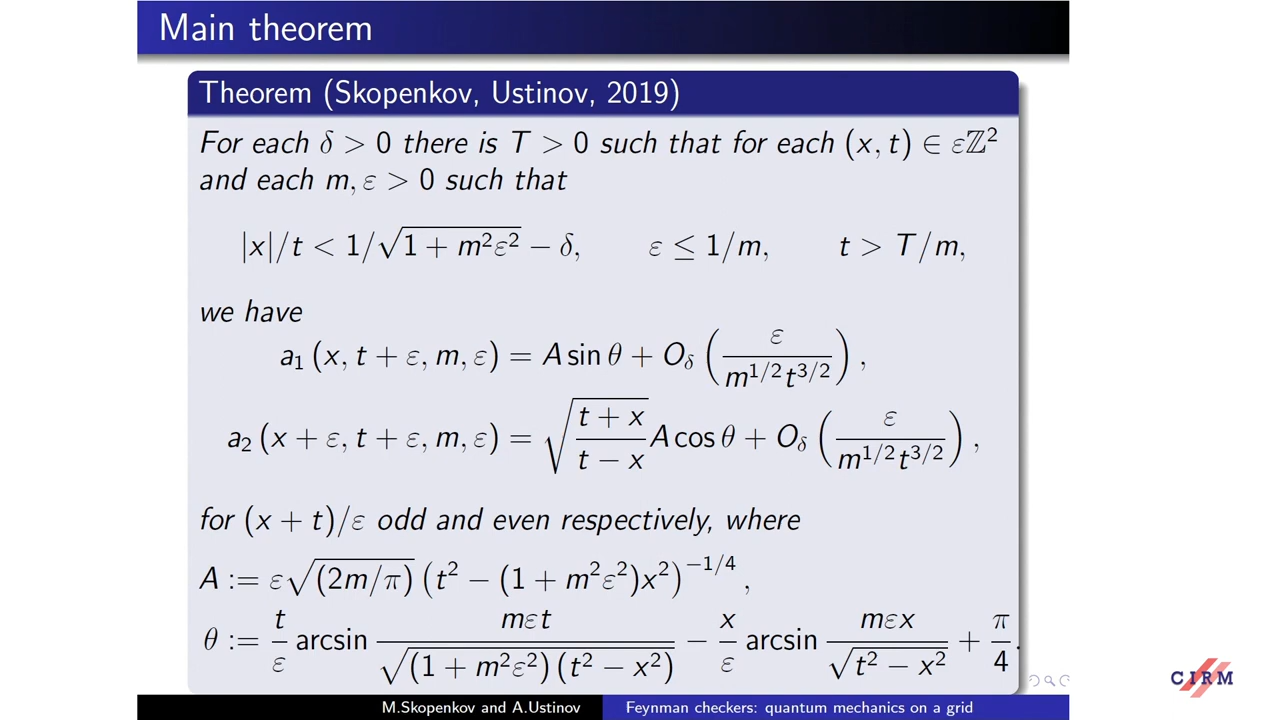 Main theorem
Theorem (Skopenkov, Ustinov, 2019)
For each δ > 0 there is T > 0 such that for each (x, t) ∈ εℤ²
and each m, ε > 0 such that
|x|/t < 1/√(1 + m²ε²) − δ, ε ≤ 1/m, t > T/m,
we have
a₁ (x, t + ε, m, ε) = A sin θ + O_δ (ε / (m^{1/2} t^{3/2})),
a₂ (x + ε, t + ε, m, ε) = √((t + x)/(t − x)) A cos θ + O_δ (ε / (m^{1/2} t^{3/2})),
for (x + t)/ε odd and even respectively, where
A := ε√(2m/π) (t² − (1 + m²ε²)x²)^{−1/4},
θ := t/ε arcsin mεt/√((1 + m²ε²)(t² − x²)) − x/ε arcsin mεx/√(t² − x²) + π/4.
M.Skopenkov and A.Ustinov Feynman checkers: quantum mechanics on a grid
CIRM